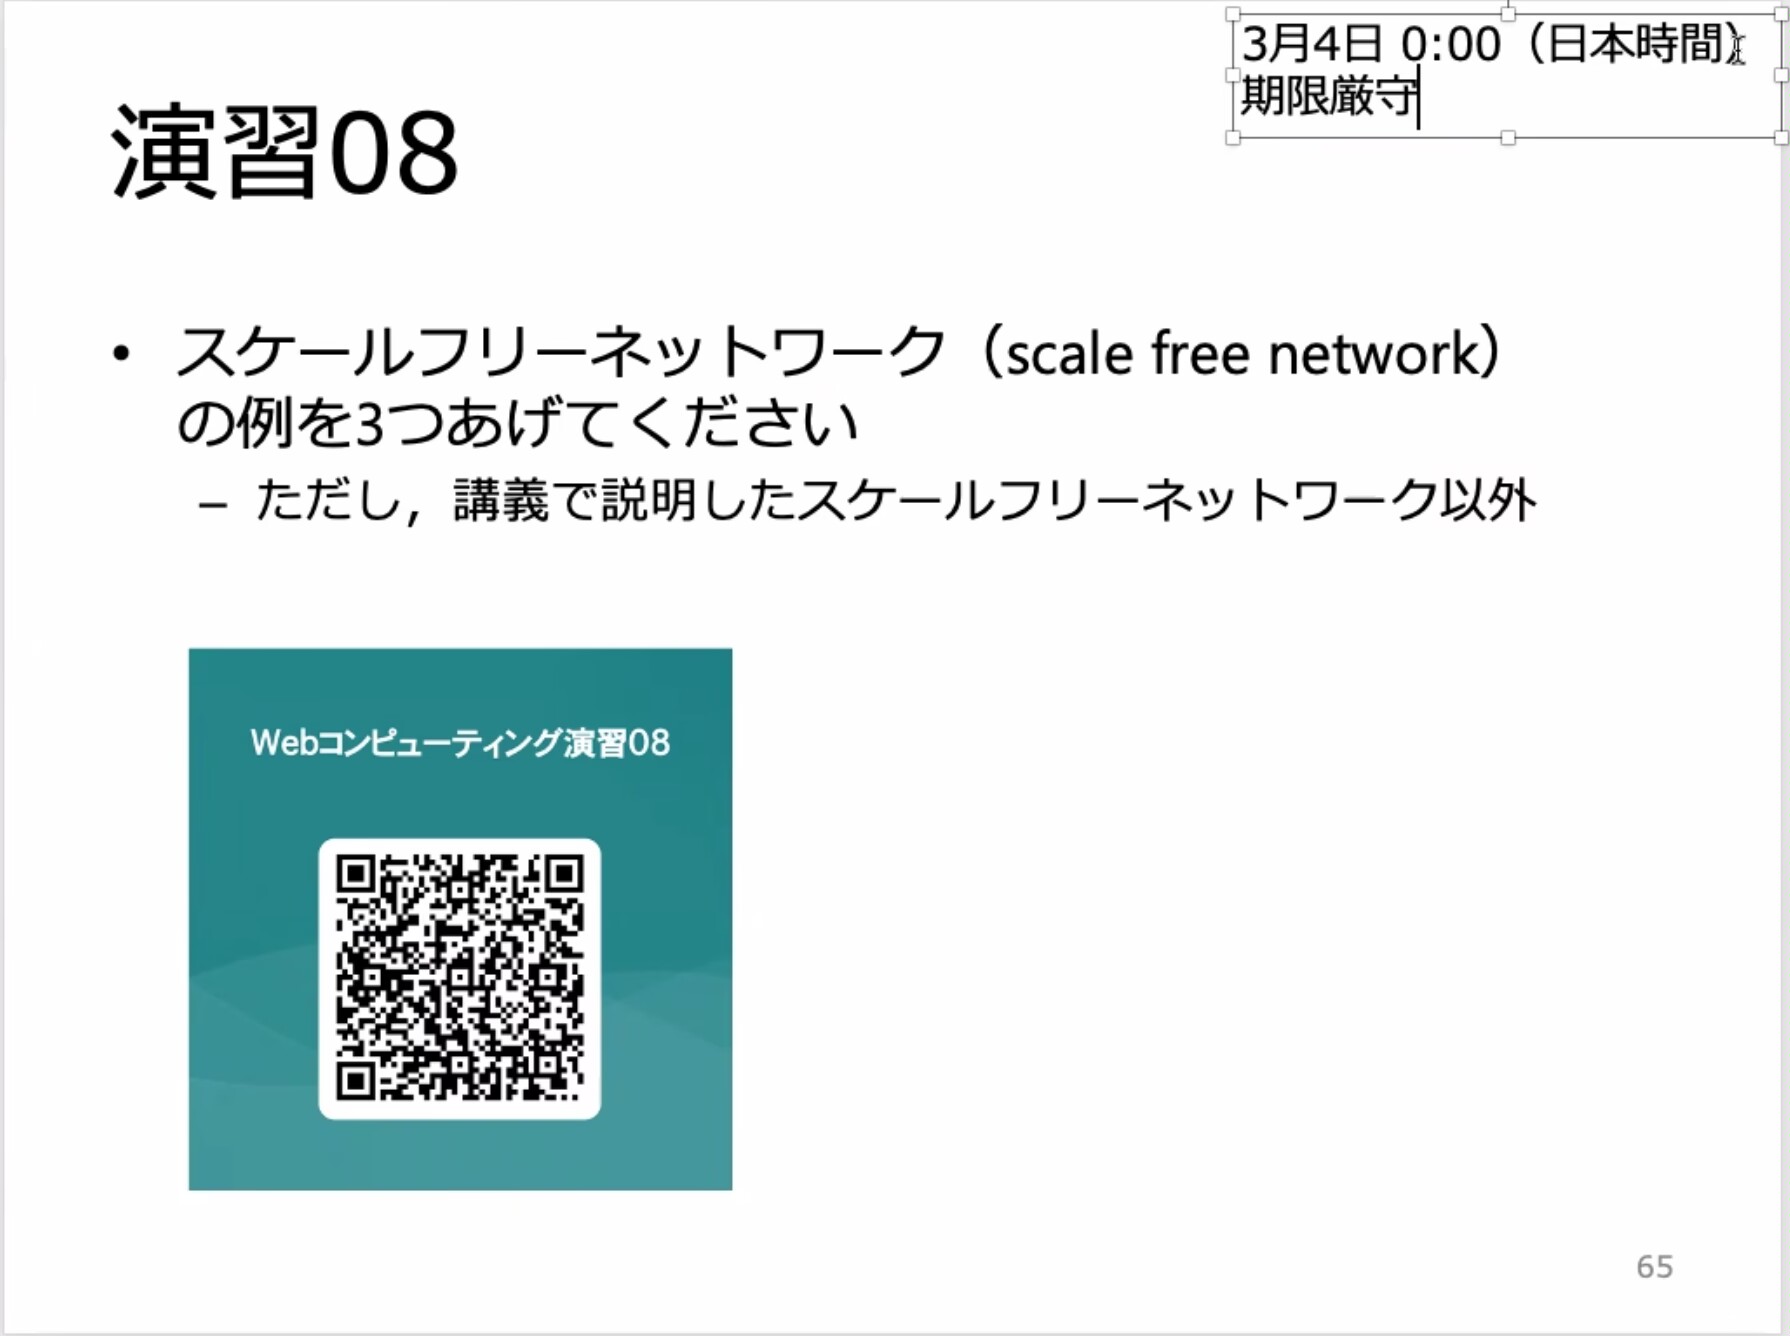 3月4日 0:00（日本時間）
期限厳守
演習08
• スケールフリーネットワーク（scale free network）
の例を3つあげてください
– ただし，講義で説明したスケールフリーネットワーク以外
Webコンピューティング演習08
65